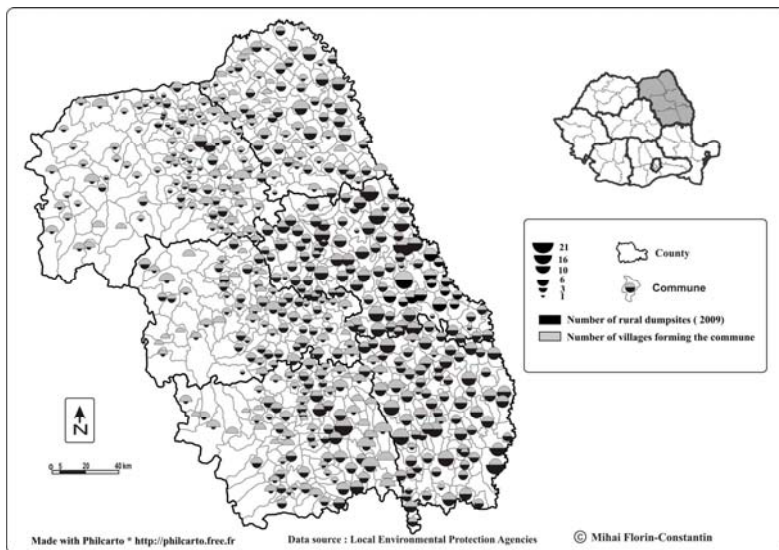 21
16
10
6
3
1
County
Commune
Number of rural dumpsites ( 2009)
Number of villages forming the commune
N
0 5 20 40 km
Made with Philcarto * http://philcarto.free.fr
Data source : Local Environmental Protection Agencies
© Mihai Florin-Constantin